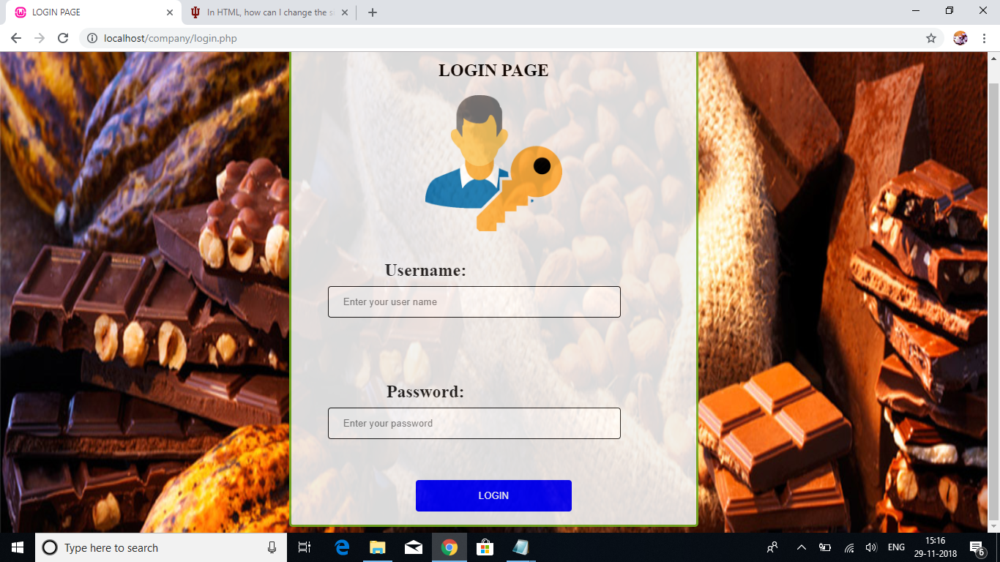 LOGIN PAGE
In HTML, how can I change the si
localhost/company/login.php
LOGIN PAGE
Username:
Enter your user name
Password:
Enter your password
LOGIN
Type here to search
ENG
15:16
29-11-2018
6